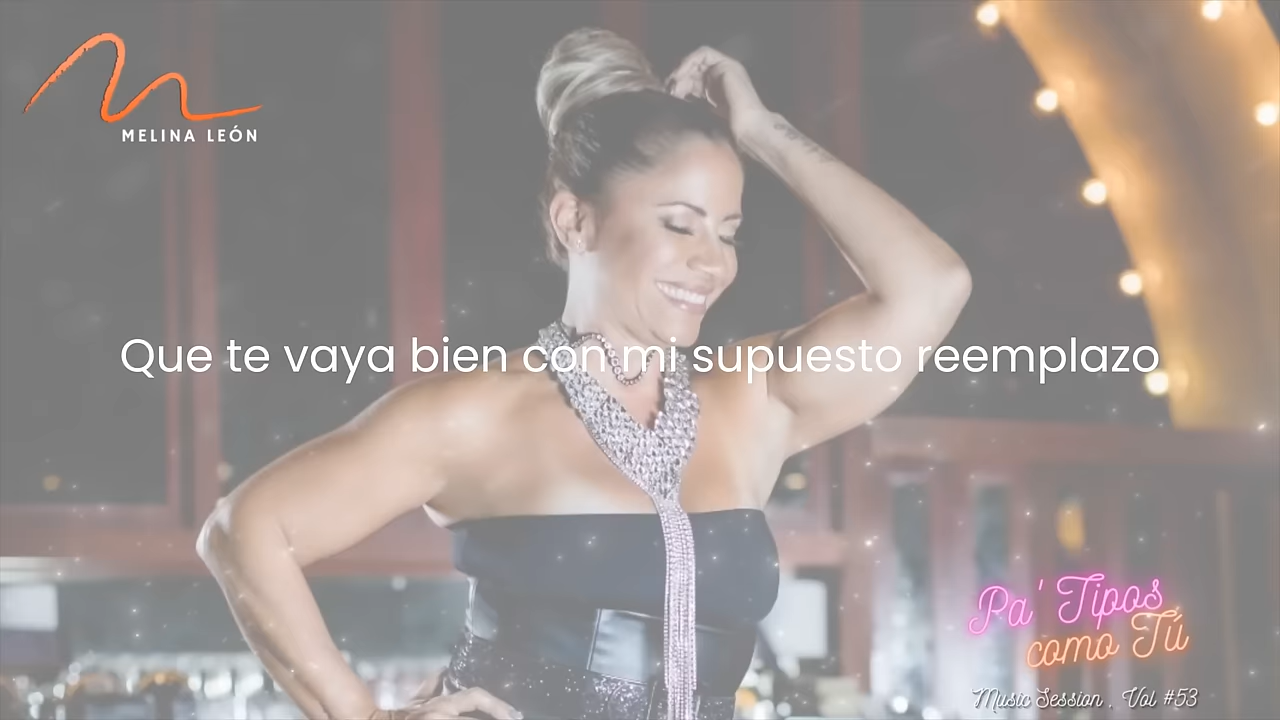 MELINA LEÓN
Que te vaya bien con mi supuesto reemplazo
Pa' Tipos
como Tú
Music Session, Vol #53